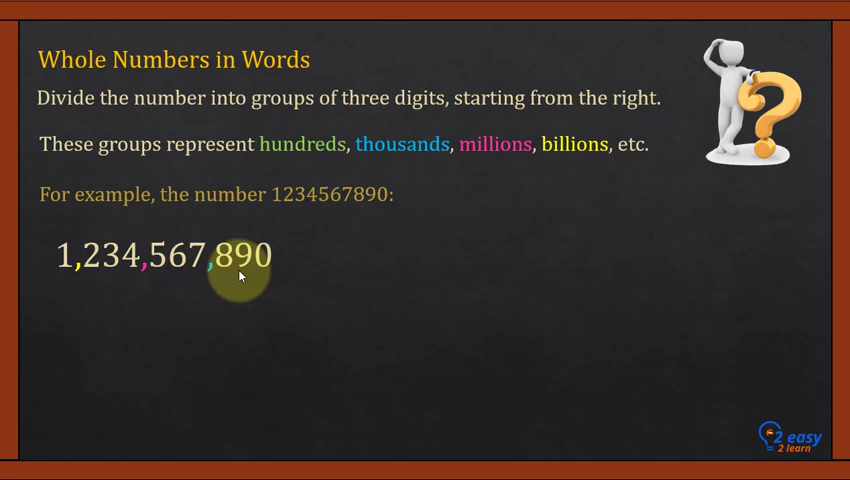 Whole Numbers in Words
Divide the number into groups of three digits, starting from the right.
These groups represent hundreds, thousands, millions, billions, etc.
For example, the number 1234567890:
1,234,567,890
2 easy
2 learn